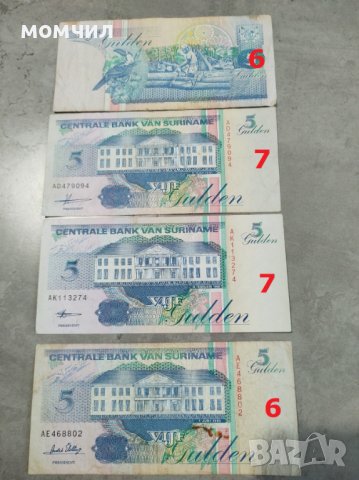 МОМЧИЛ
Gulden
6
CENTRALE BANK VAN SURINAME
5
Gulden
AD479094
5
7
AD479094
PRESIDENT
Gulden
CENTRALE BANK VAN SURINAME
5
Gulden
AK113274
5
7
AK113274
PRESIDENT
Gulden
CENTRALE BANK VAN SURINAME
5
Gulden
AE468802
5
6
AE468802
PRESIDENT
Gulden
BAZAR